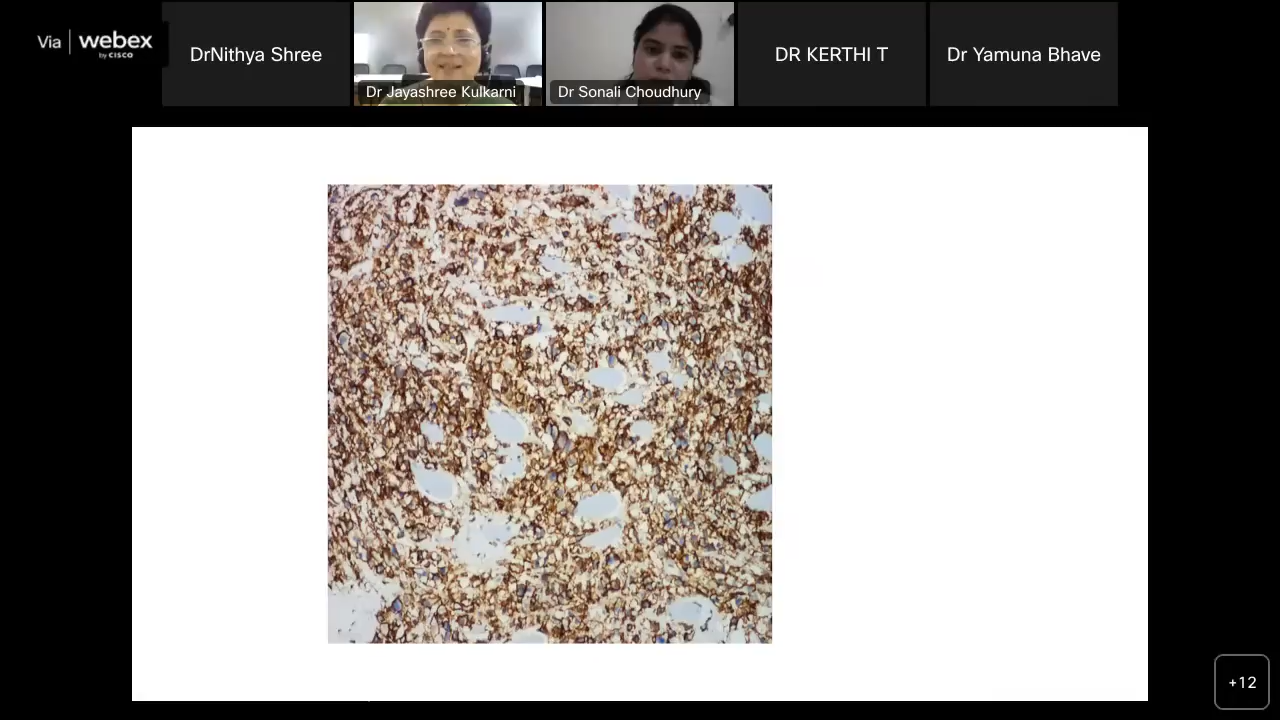 Via webex
by CISCO
DrNithya Shree
Dr Jayashree Kulkarni
Dr Sonali Choudhury
DR KERTHI T
Dr Yamuna Bhave
+12